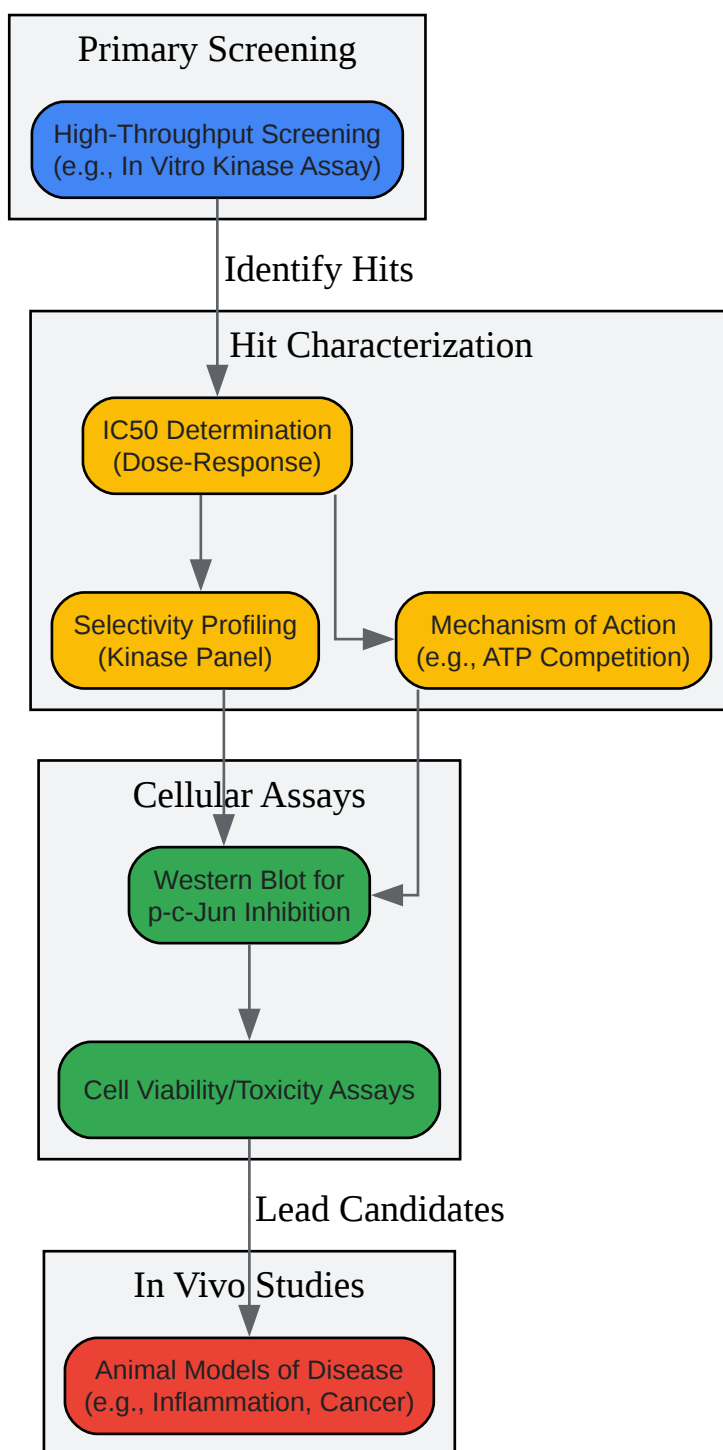 Primary Screening
High-Throughput Screening
(e.g., In Vitro Kinase Assay)
Identify Hits
Hit Characterization
IC50 Determination
(Dose-Response)
Selectivity Profiling
(Kinase Panel)
Mechanism of Action
(e.g., ATP Competition)
Cellular Assays
Western Blot for
p-c-Jun Inhibition
Cell Viability/Toxicity Assays
Lead Candidates
In Vivo Studies
Animal Models of Disease
(e.g., Inflammation, Cancer)